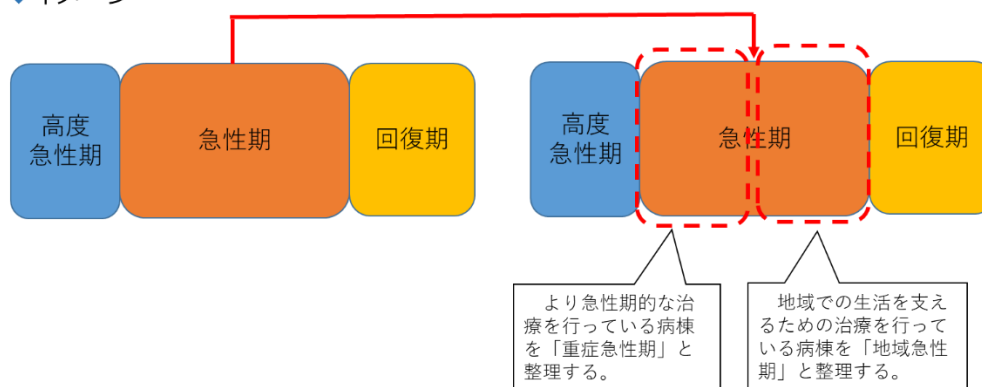 高度
急性期
急性期
回復期
高度
急性期
急性期
回復期
より急性期的な治
療を行っている病棟
を「重症急性期」と
整理する。
地域での生活を支え
るための治療を行って
いる病棟を「地域急性
期」と整理する。